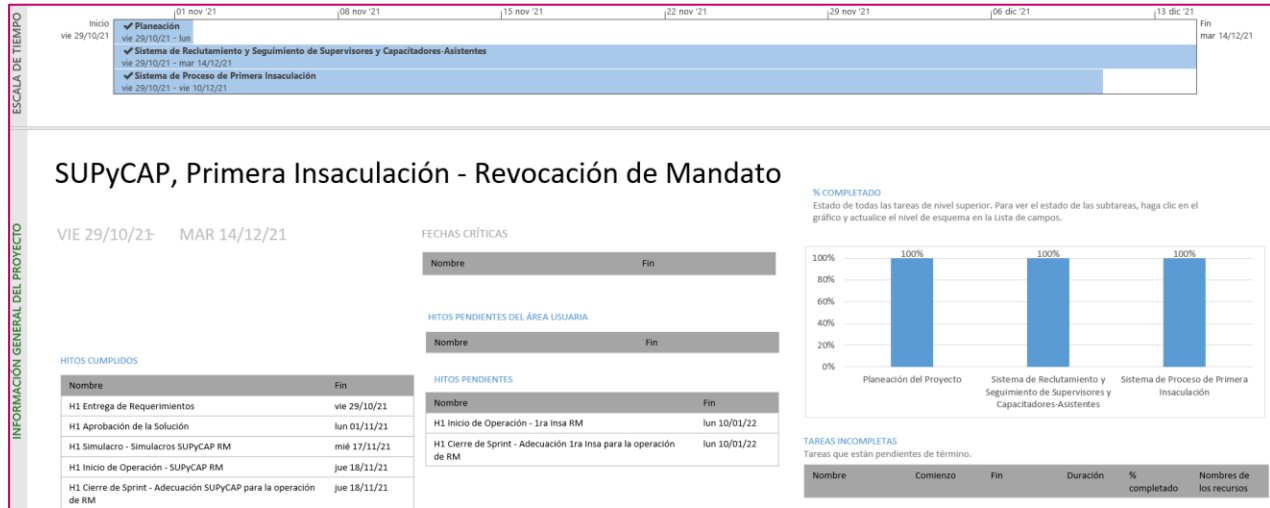 ESCALA DE TIEMPO
01 nov '21
08 nov '21
15 nov '21
22 nov '21
29 nov '21
06 dic '21
13 dic '21
Inicio
vie 29/10/21
✔Planeación
vie 29/10/21 - lun
✔Sistema de Reclutamiento y Seguimiento de Supervisores y Capacitadores-Asistentes
vie 29/10/21 - mar 14/12/21
✔Sistema de Proceso de Primera Insaculación
vie 29/10/21 - vie 10/12/21
Fin
mar 14/12/21
INFORMACIÓN GENERAL DEL PROYECTO
SUPyCAP, Primera Insaculación - Revocación de Mandato
VIE 29/10/21- MAR 14/12/21
HITOS CUMPLIDOS
Nombre Fin
H1 Entrega de Requerimientos vie 29/10/21
H1 Aprobación de la Solución lun 01/11/21
H1 Simulacro - Simulacros SUPyCAP RM mié 17/11/21
H1 Inicio de Operación - SUPyCAP RM jue 18/11/21
H1 Cierre de Sprint - Adecuación SUPyCAP para la operación jue 18/11/21
de RM
FECHAS CRÍTICAS
Nombre Fin
HITOS PENDIENTES DEL ÁREA USUARIA
Nombre Fin
HITOS PENDIENTES
Nombre Fin
H1 Inicio de Operación - 1ra Insa RM lun 10/01/22
H1 Cierre de Sprint - Adecuación 1ra Insa para la operación lun 10/01/22
de RM
% COMPLETADO
Estado de todas las tareas de nivel superior. Para ver el estado de las subtareas, haga clic en el
gráfico y actualice el nivel de esquema en la Lista de campos.
100%
80%
60%
40%
20%
0%
100% 100% 100%
Planeación del Proyecto
Sistema de Reclutamiento y
Seguimiento de Supervisores y
Capacitadores-Asistentes
Sistema de Proceso de Primera
Insaculación
TAREAS INCOMPLETAS
Tareas que están pendientes de término.
Nombre Comienzo Fin Duración % completado Nombres de los recursos